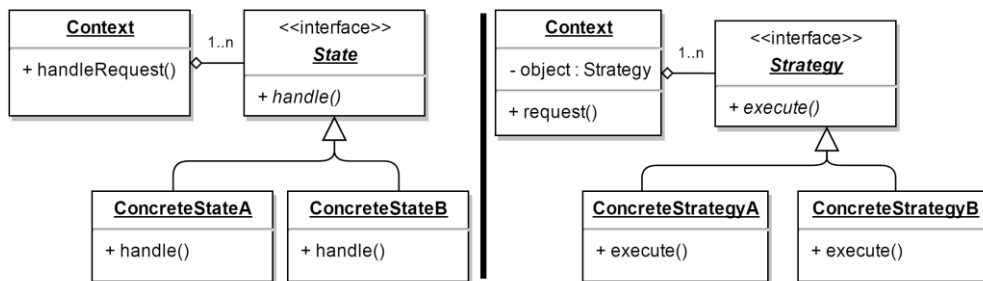 Context
+ handleRequest()
1..n
<<interface>>
State
+ handle()
ConcreteStateA
+ handle()
ConcreteStateB
+ handle()
Context
- object : Strategy
+ request()
1..n
<<interface>>
Strategy
+ execute()
ConcreteStrategyA
+ execute()
ConcreteStrategyB
+ execute()